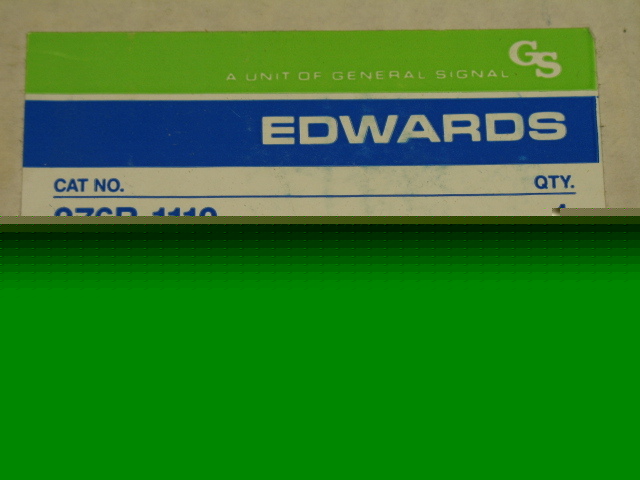 GS
A UNIT OF GENERAL SIGNAL
EDWARDS
CAT NO. QTY.